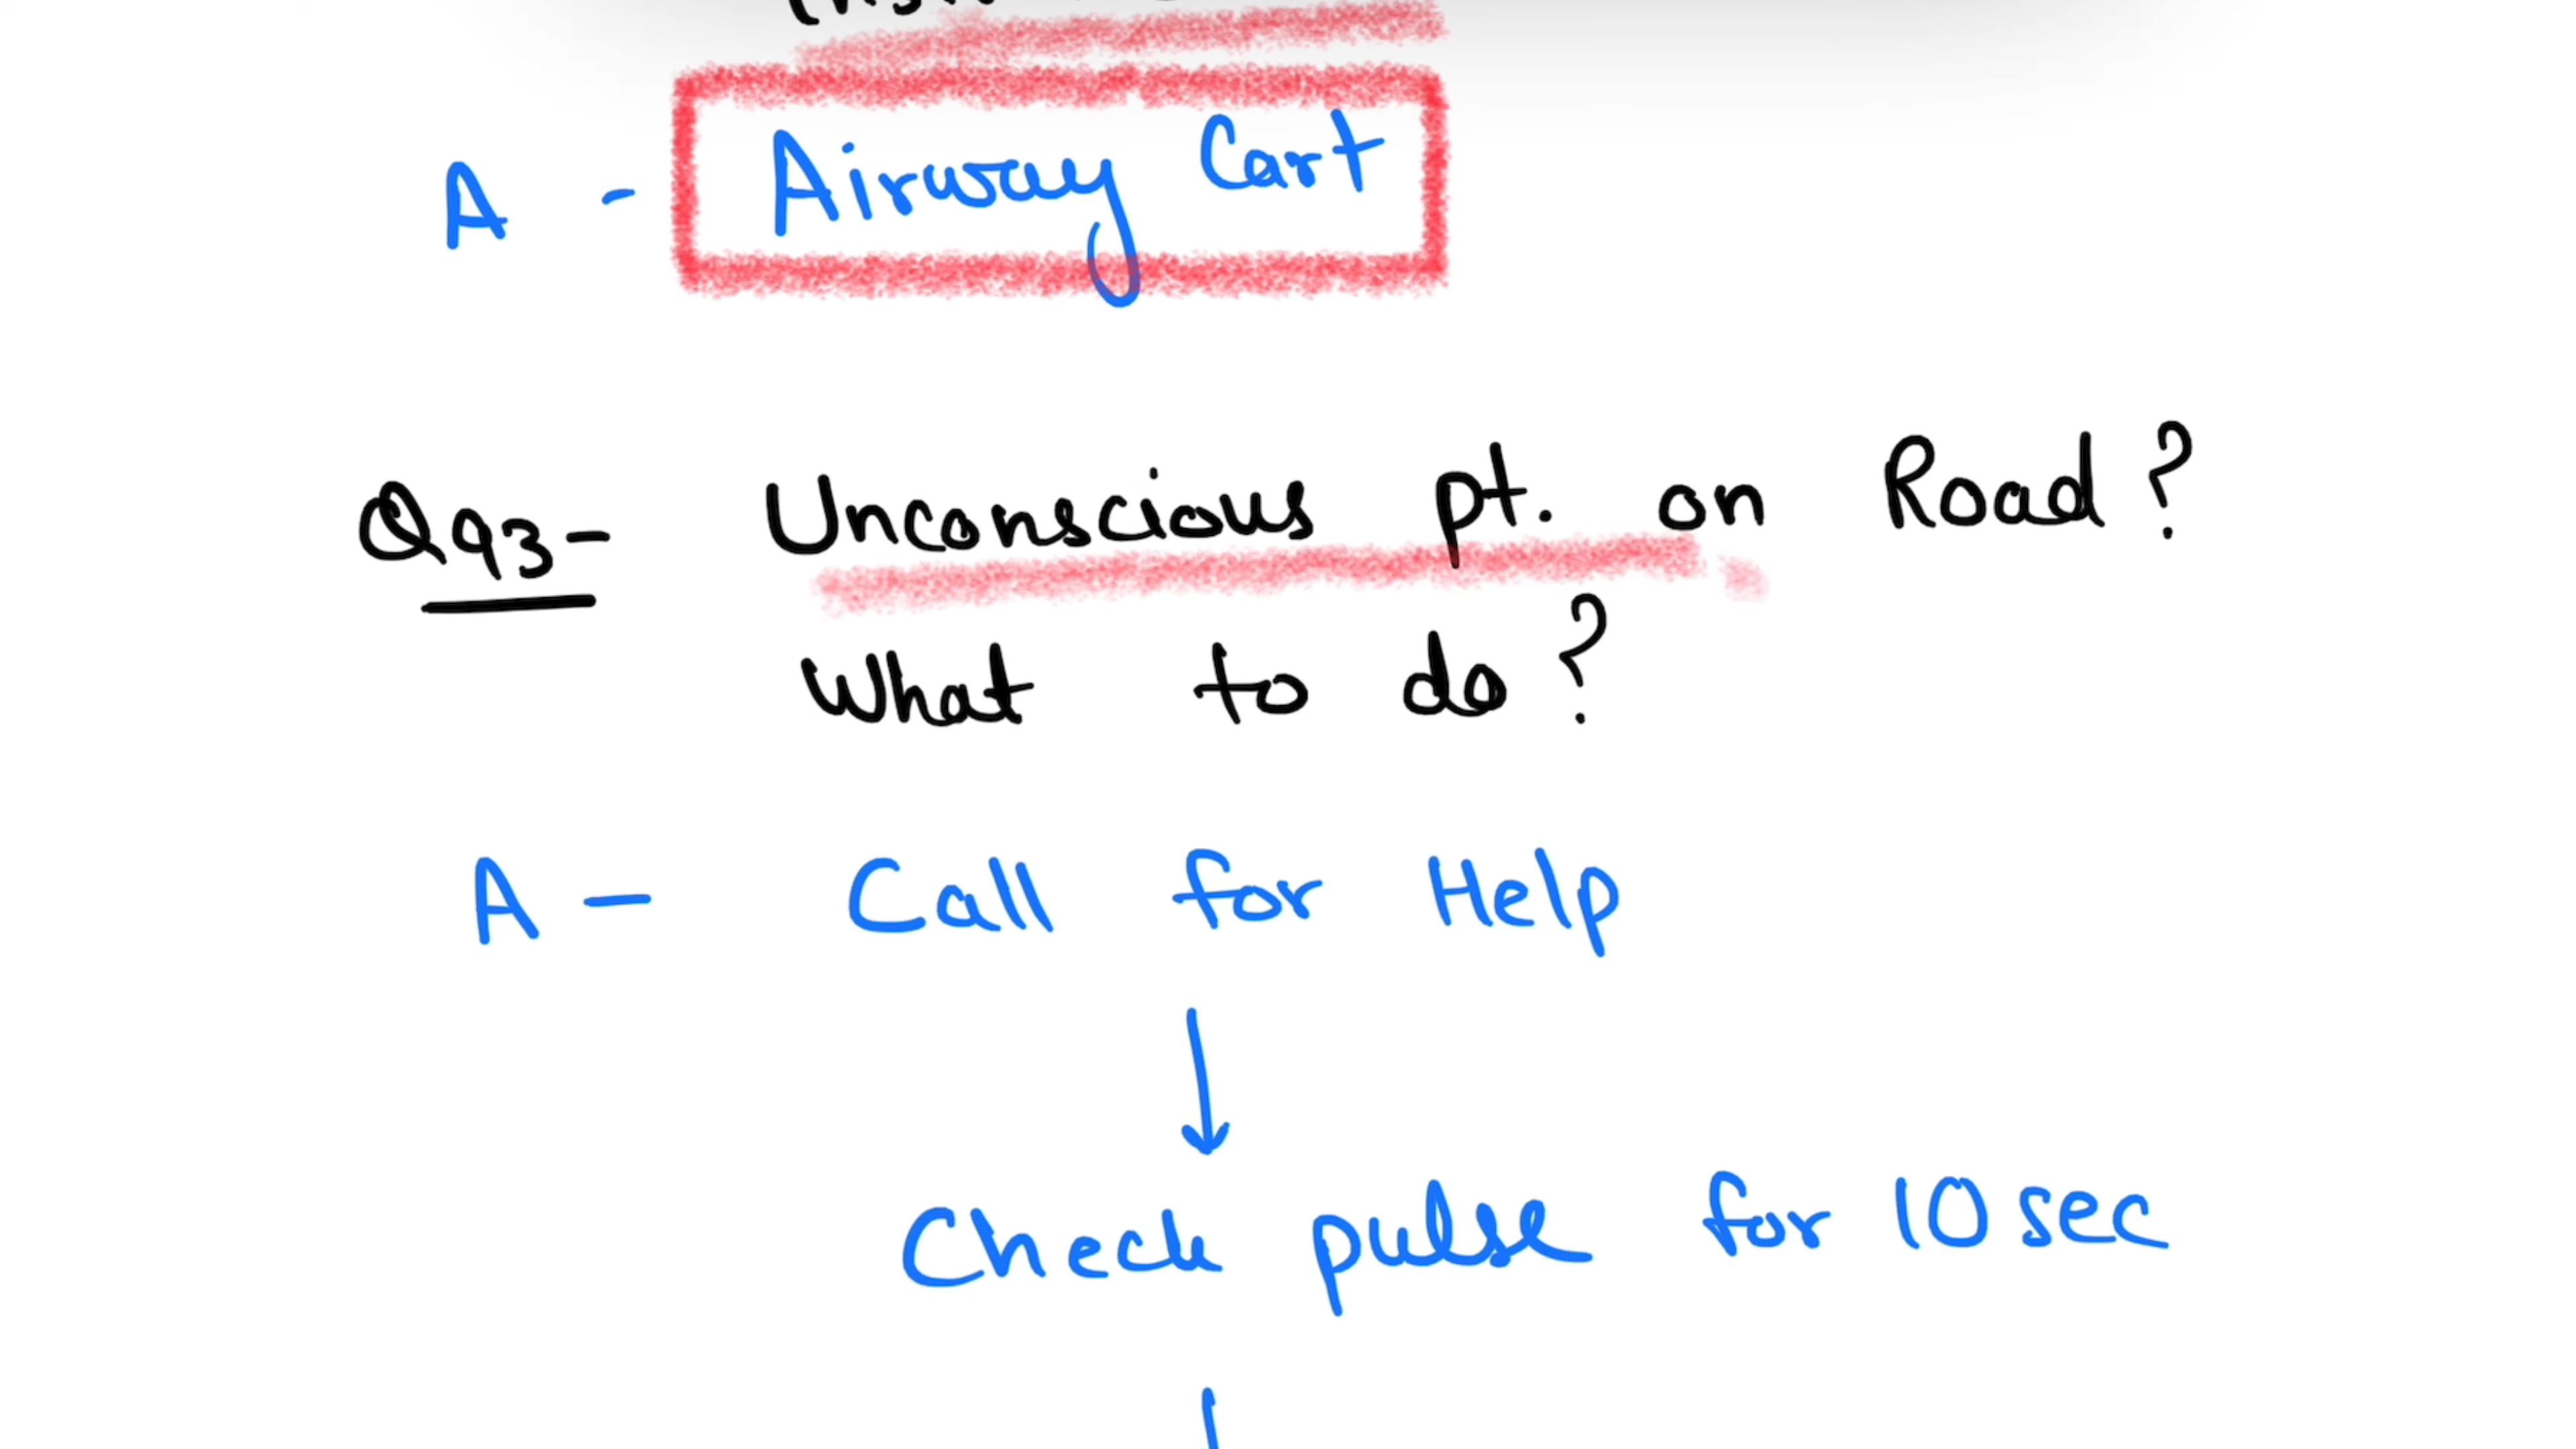 A - Airway Cart
Q93- Unconscious pt. on Road?
What to do?
A - Call for Help
Check pulse for 10 sec